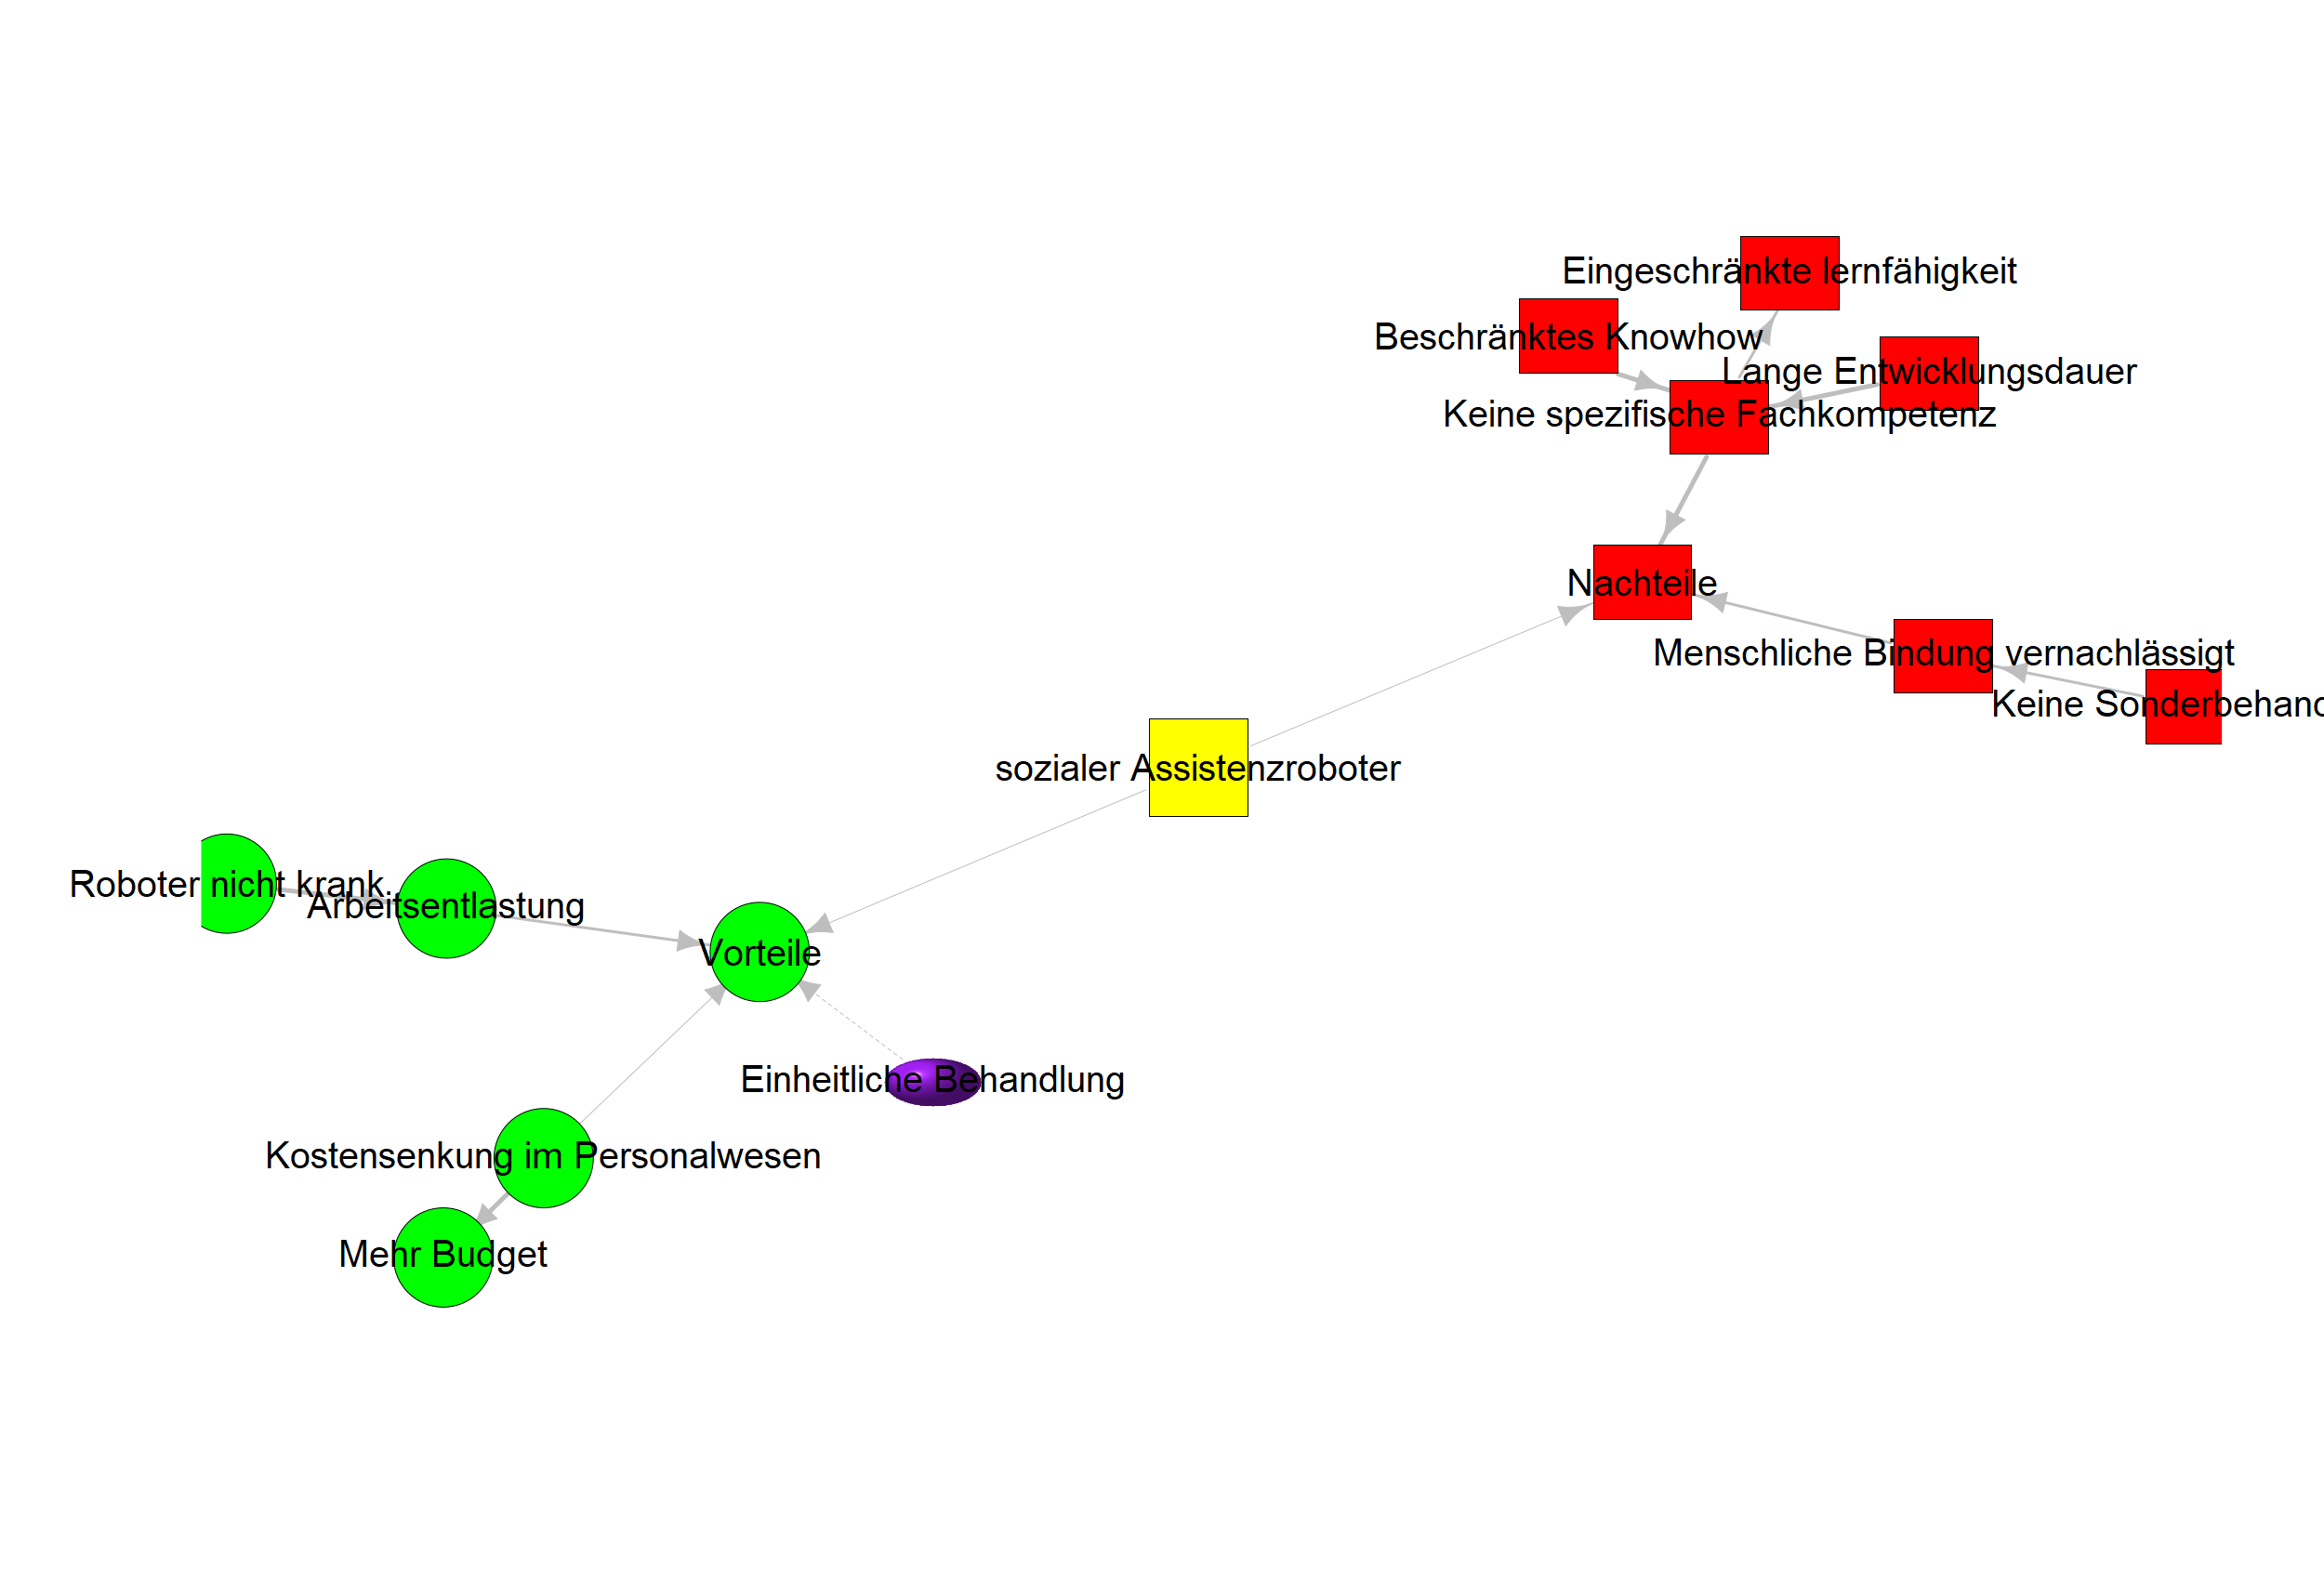 Eingeschränkte lernfähigkeit
Beschränktes Knowhow
Lange Entwicklungsdauer
Keine spezifische Fachkompetenz
Nachteile
Menschliche Bindung vernachlässigt
Keine Sonderbehand
sozialer Assistenzroboter
Roboter nicht krank
Arbeitsentlastung
Vorteile
Einheitliche Behandlung
Kostensenkung im Personalwesen
Mehr Budget